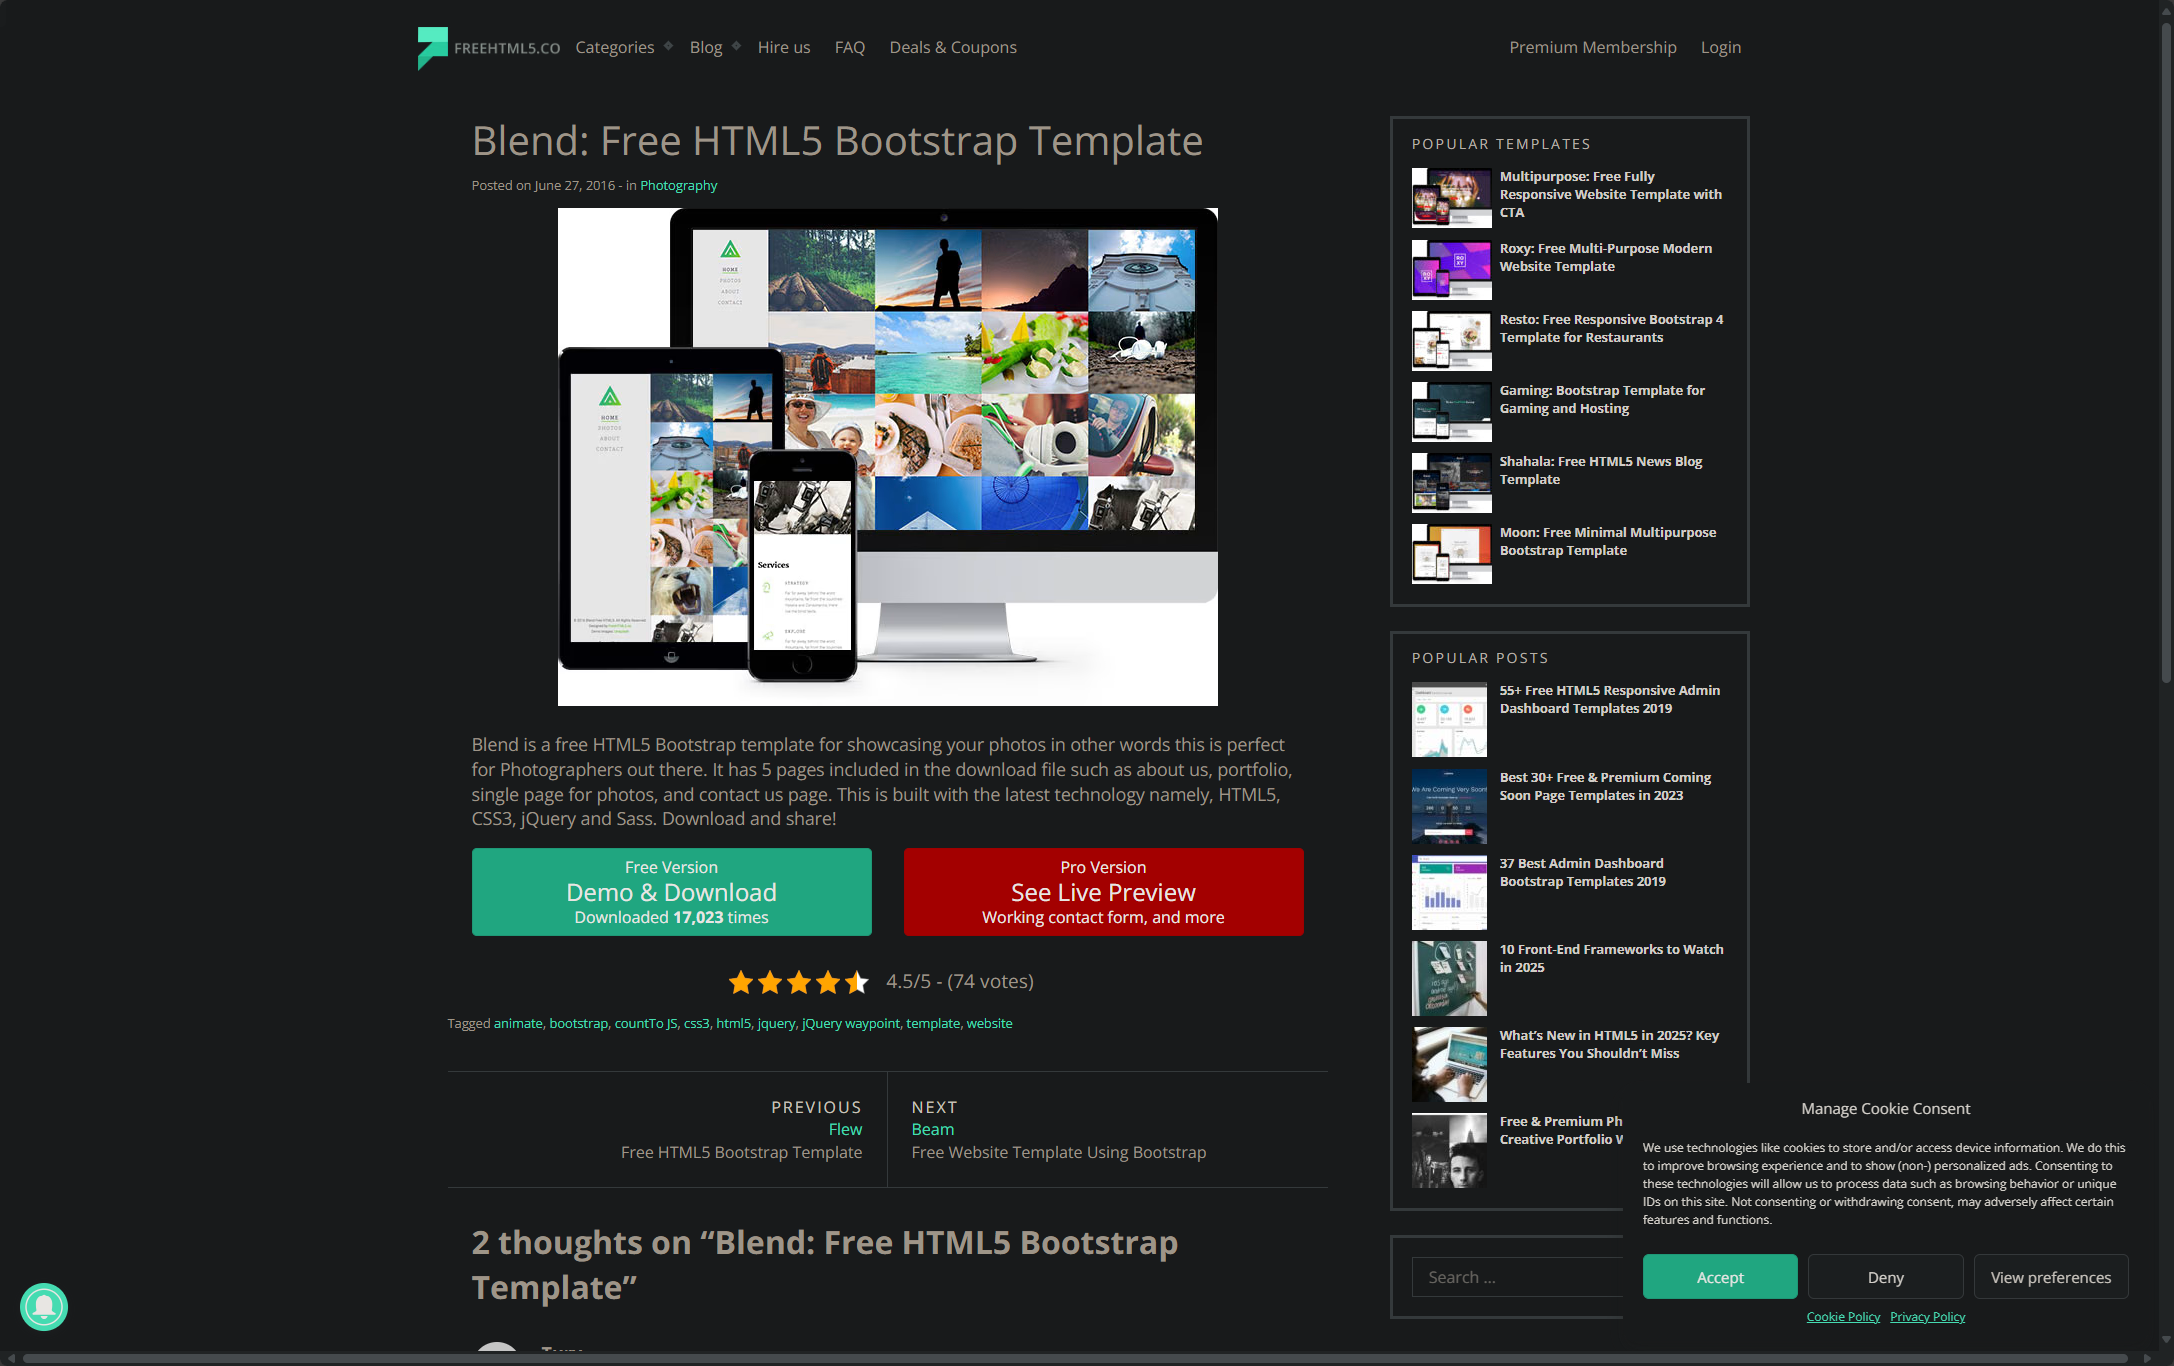 FREEHTML5.CO
Categories
Blog
Hire us
FAQ
Deals & Coupons
Premium Membership
Login
Blend: Free HTML5 Bootstrap Template
Posted on June 27, 2016 - in Photography
HOME
PHOTOS
ABOUT
CONTACT
HOME
PHOTOS
ABOUT
CONTACT
Services
STRATEGY
EXPLORE
Blend is a free HTML5 Bootstrap template for showcasing your photos in other words this is perfect
for Photographers out there. It has 5 pages included in the download file such as about us, portfolio,
single page for photos, and contact us page. This is built with the latest technology namely, HTML5,
CSS3, jQuery and Sass. Download and share!
Free Version
Demo & Download
Downloaded 17,023 times
Pro Version
See Live Preview
Working contact form, and more
4.5/5 - (74 votes)
Tagged animate, bootstrap, countTo JS, css3, html5, jquery, jQuery waypoint, template, website
PREVIOUS
Flew
Free HTML5 Bootstrap Template
NEXT
Beam
Free Website Template Using Bootstrap
2 thoughts on “Blend: Free HTML5 Bootstrap
Template”
POPULAR TEMPLATES
Multipurpose: Free Fully
Responsive Website Template with
CTA
ROXY
Roxy: Free Multi-Purpose Modern
Website Template
Resto: Free Responsive Bootstrap 4
Template for Restaurants
Gaming: Bootstrap Template for
Gaming and Hosting
Shahala: Free HTML5 News Blog
Template
Moon: Free Minimal Multipurpose
Bootstrap Template
POPULAR POSTS
55+ Free HTML5 Responsive Admin
Dashboard Templates 2019
We Are Coming Very Soon!
Best 30+ Free & Premium Coming
Soon Page Templates in 2023
37 Best Admin Dashboard
Bootstrap Templates 2019
10 Front-End Frameworks to Watch
in 2025
What’s New in HTML5 in 2025? Key
Features You Shouldn’t Miss
Free & Premium Ph
Creative Portfolio
Search ...
Manage Cookie Consent
We use technologies like cookies to store and/or access device information. We do this
to improve browsing experience and to show (non-) personalized ads. Consenting to
these technologies will allow us to process data such as browsing behavior or unique
IDs on this site. Not consenting or withdrawing consent, may adversely affect certain
features and functions.
Accept
Deny
View preferences
Cookie Policy
Privacy Policy